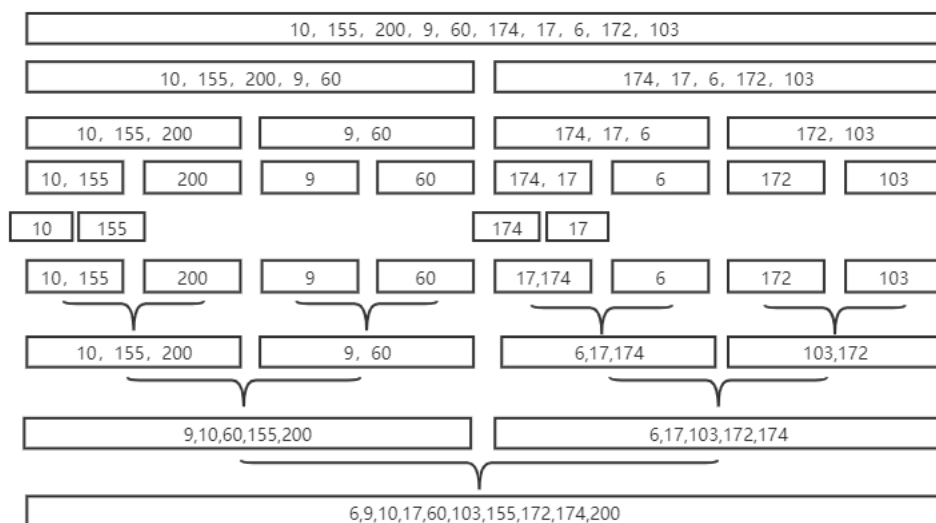 10, 155, 200, 9, 60, 174, 17, 6, 172, 103
10, 155, 200, 9, 60 174, 17, 6, 172, 103
10, 155, 200 9, 60 174, 17, 6 172, 103
10, 155 200 9 60 174, 17 6 172 103
10 155 174 17
10, 155 200 9 60 17,174 6 172 103
10, 155, 200 9, 60 6,17,174 103,172
9,10,60,155,200 6,17,103,172,174
6,9,10,17,60,103,155,172,174,200